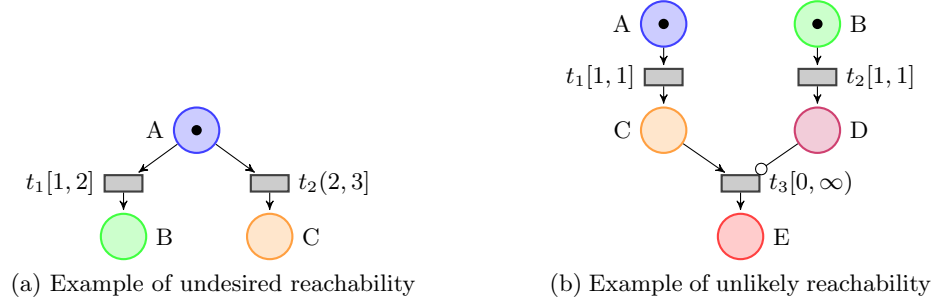 A
t₁[1, 2]
t₂(2, 3]
B
C
(a) Example of undesired reachability
A
B
t₁[1, 1]
t₂[1, 1]
C
D
t₃[0, ∞)
E
(b) Example of unlikely reachability